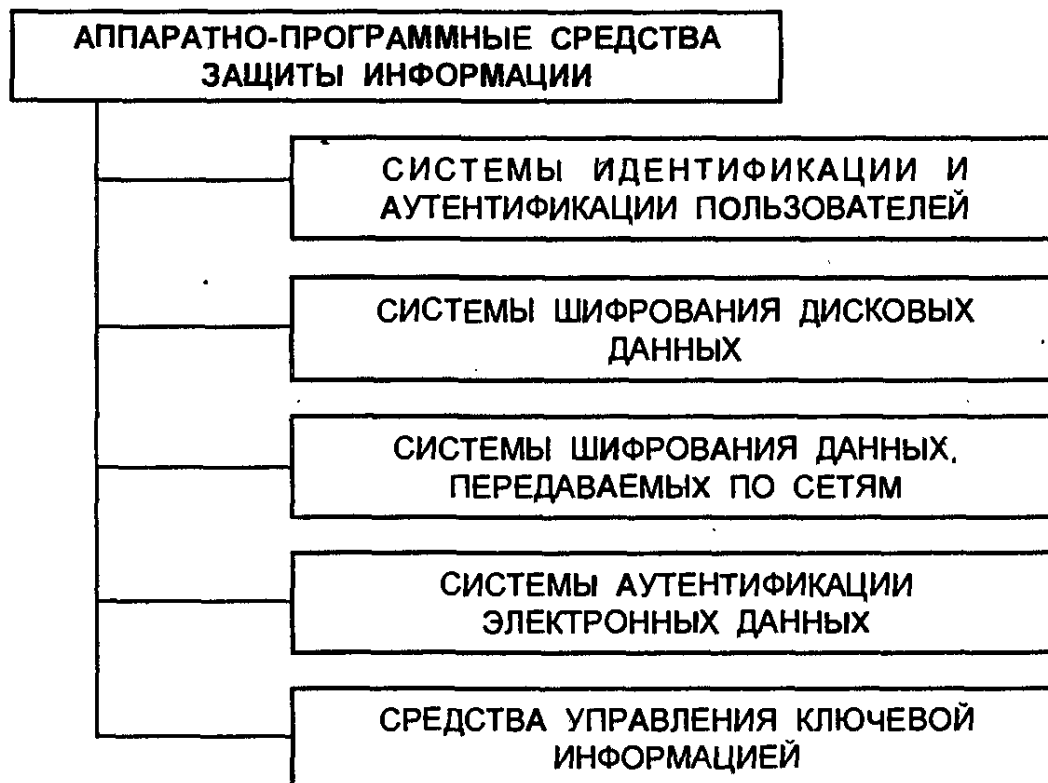 АППАРАТНО-ПРОГРАММНЫЕ СРЕДСТВА
ЗАЩИТЫ ИНФОРМАЦИИ
СИСТЕМЫ ИДЕНТИФИКАЦИИ И
АУТЕНТИФИКАЦИИ ПОЛЬЗОВАТЕЛЕЙ
СИСТЕМЫ ШИФРОВАНИЯ ДИСКОВЫХ
ДАННЫХ
СИСТЕМЫ ШИФРОВАНИЯ ДАННЫХ,
ПЕРЕДАВАЕМЫХ ПО СЕТЯМ
СИСТЕМЫ АУТЕНТИФИКАЦИИ
ЭЛЕКТРОННЫХ ДАННЫХ
СРЕДСТВА УПРАВЛЕНИЯ КЛЮЧЕВОЙ
ИНФОРМАЦИЕЙ